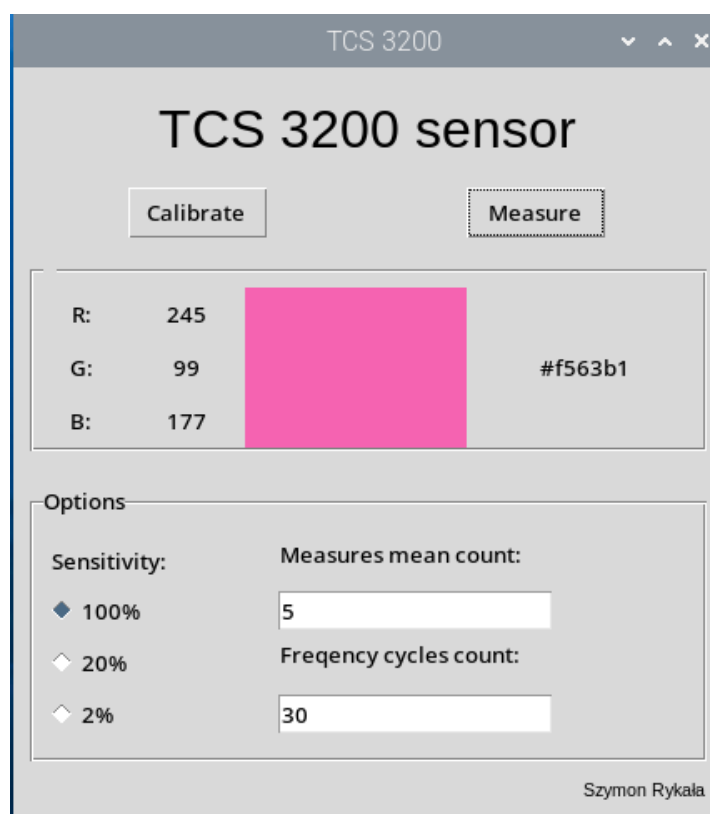 TCS 3200
TCS 3200 sensor
Calibrate Measure
R: 245
G: 99 #f563b1
B: 177
Options
Sensitivity: Measures mean count:
100% 5
20% Freqency cycles count:
2% 30
Szymon Rykała